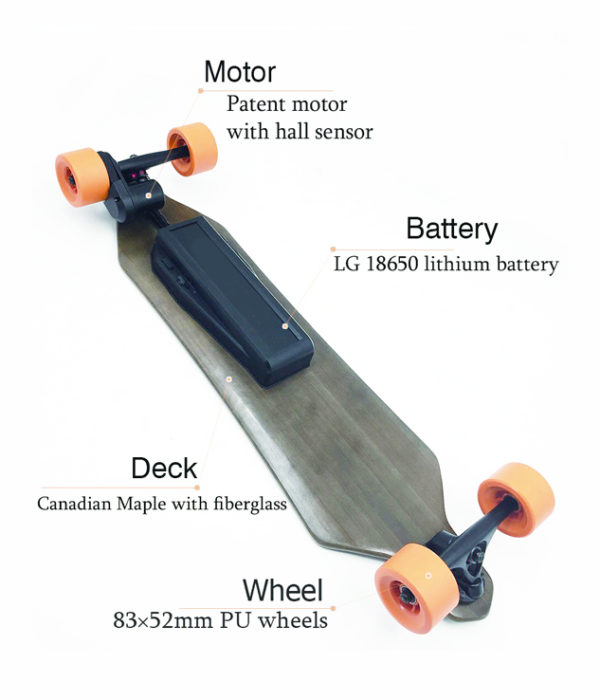 Motor
Patent motor
with hall sensor
Battery
LG 18650 lithium battery
Deck
Canadian Maple with fiberglass
Wheel
83×52mm PU wheels